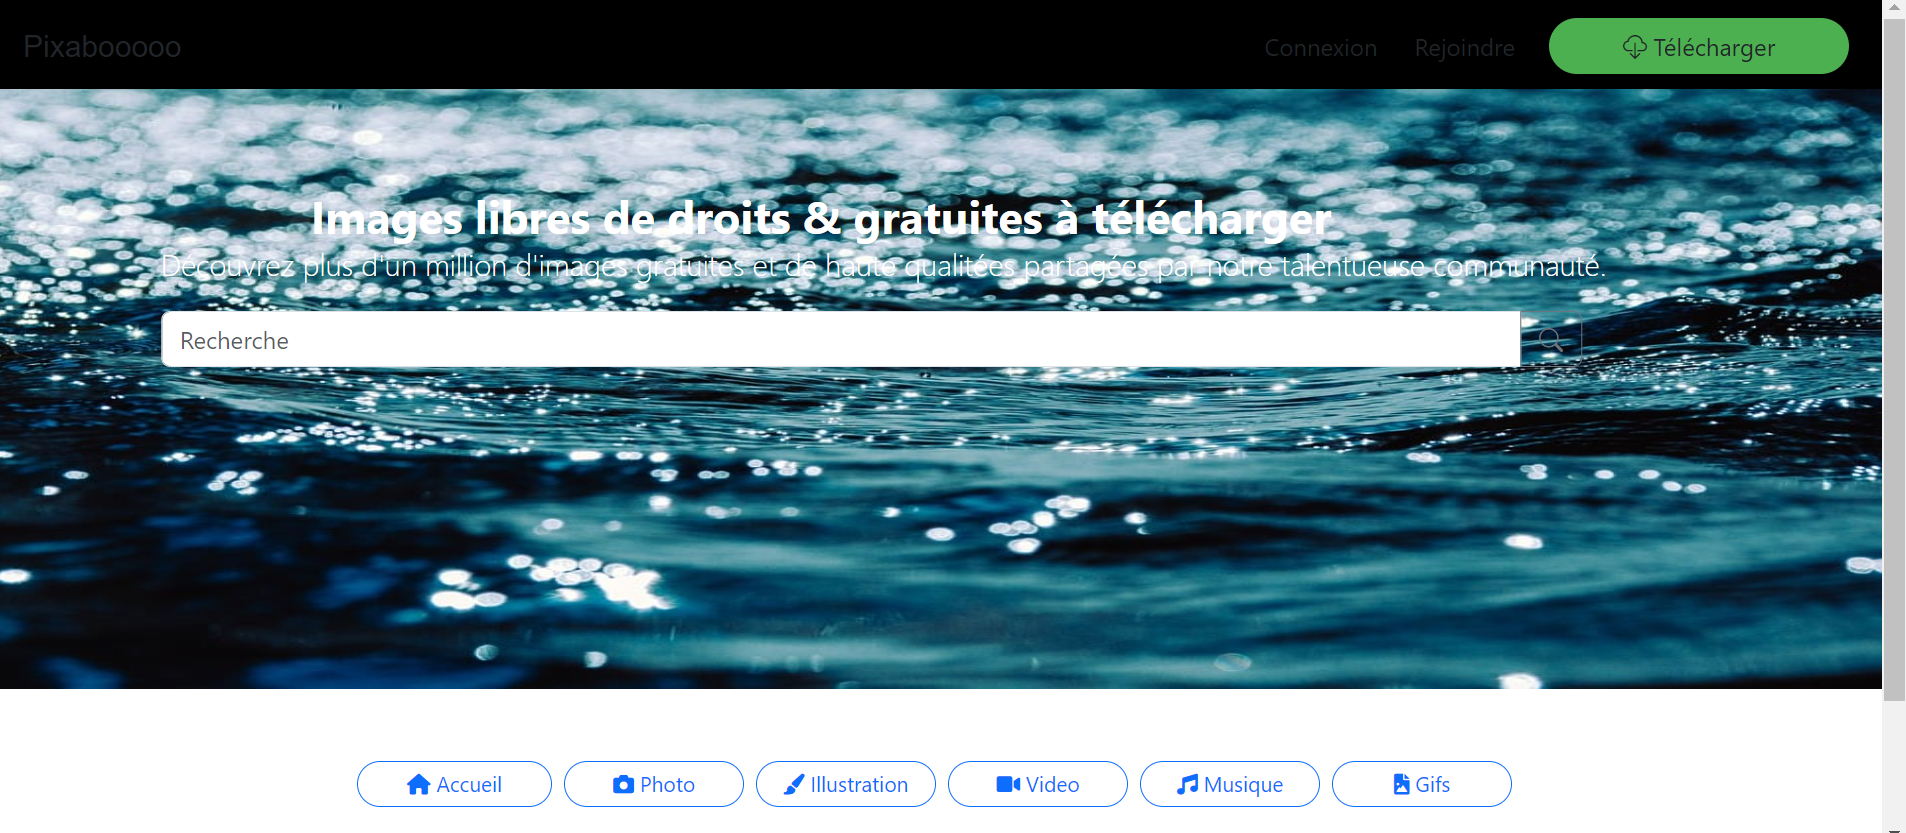 Pixabooooo
Connexion Rejoindre Télécharger
Images libres de droits & gratuites à télécharger
Découvrez plus d'un million d'images gratuites et de haute qualitées partagées par notre talentueuse communauté.
Recherche
Accueil Photo Illustration Video Musique Gifs